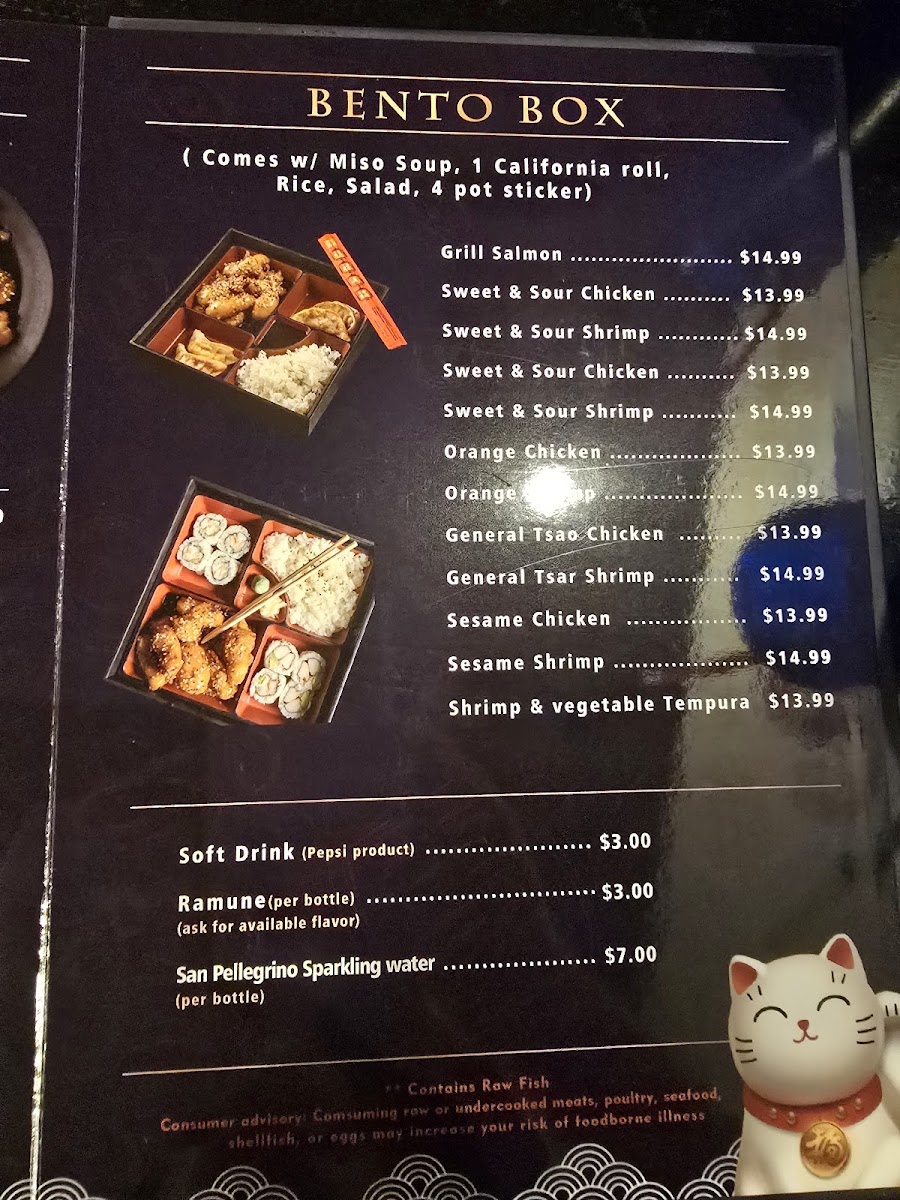 BENTO BOX
( Comes w/ Miso Soup, 1 California roll,
Rice, Salad, 4 pot sticker)
Grill Salmon ........................ $14.99
Sweet & Sour Chicken .......... $13.99
Sweet & Sour Shrimp ............ $14.99
Sweet & Sour Chicken .......... $13.99
Sweet & Sour Shrimp ........... $14.99
Orange Chicken ................... $13.99
Orange ..................... $14.99
General Tsao Chicken ......... $13.99
General Tsar Shrimp ........... $14.99
Sesame Chicken .................. $13.99
Sesame Shrimp .................... $14.99
Shrimp & vegetable Tempura $13.99
Soft Drink (Pepsi product) ...................... $3.00
Ramune(per bottle) .............................. $3.00
(ask for available flavor)
San Pellegrino Sparkling water .................... $7.00
(per bottle)
** Contains Raw Fish
Consumer advisory: Comsuming raw or undercooked meats, poultry, seafood,
shellfish, or eggs may increase your risk of foodborne illness